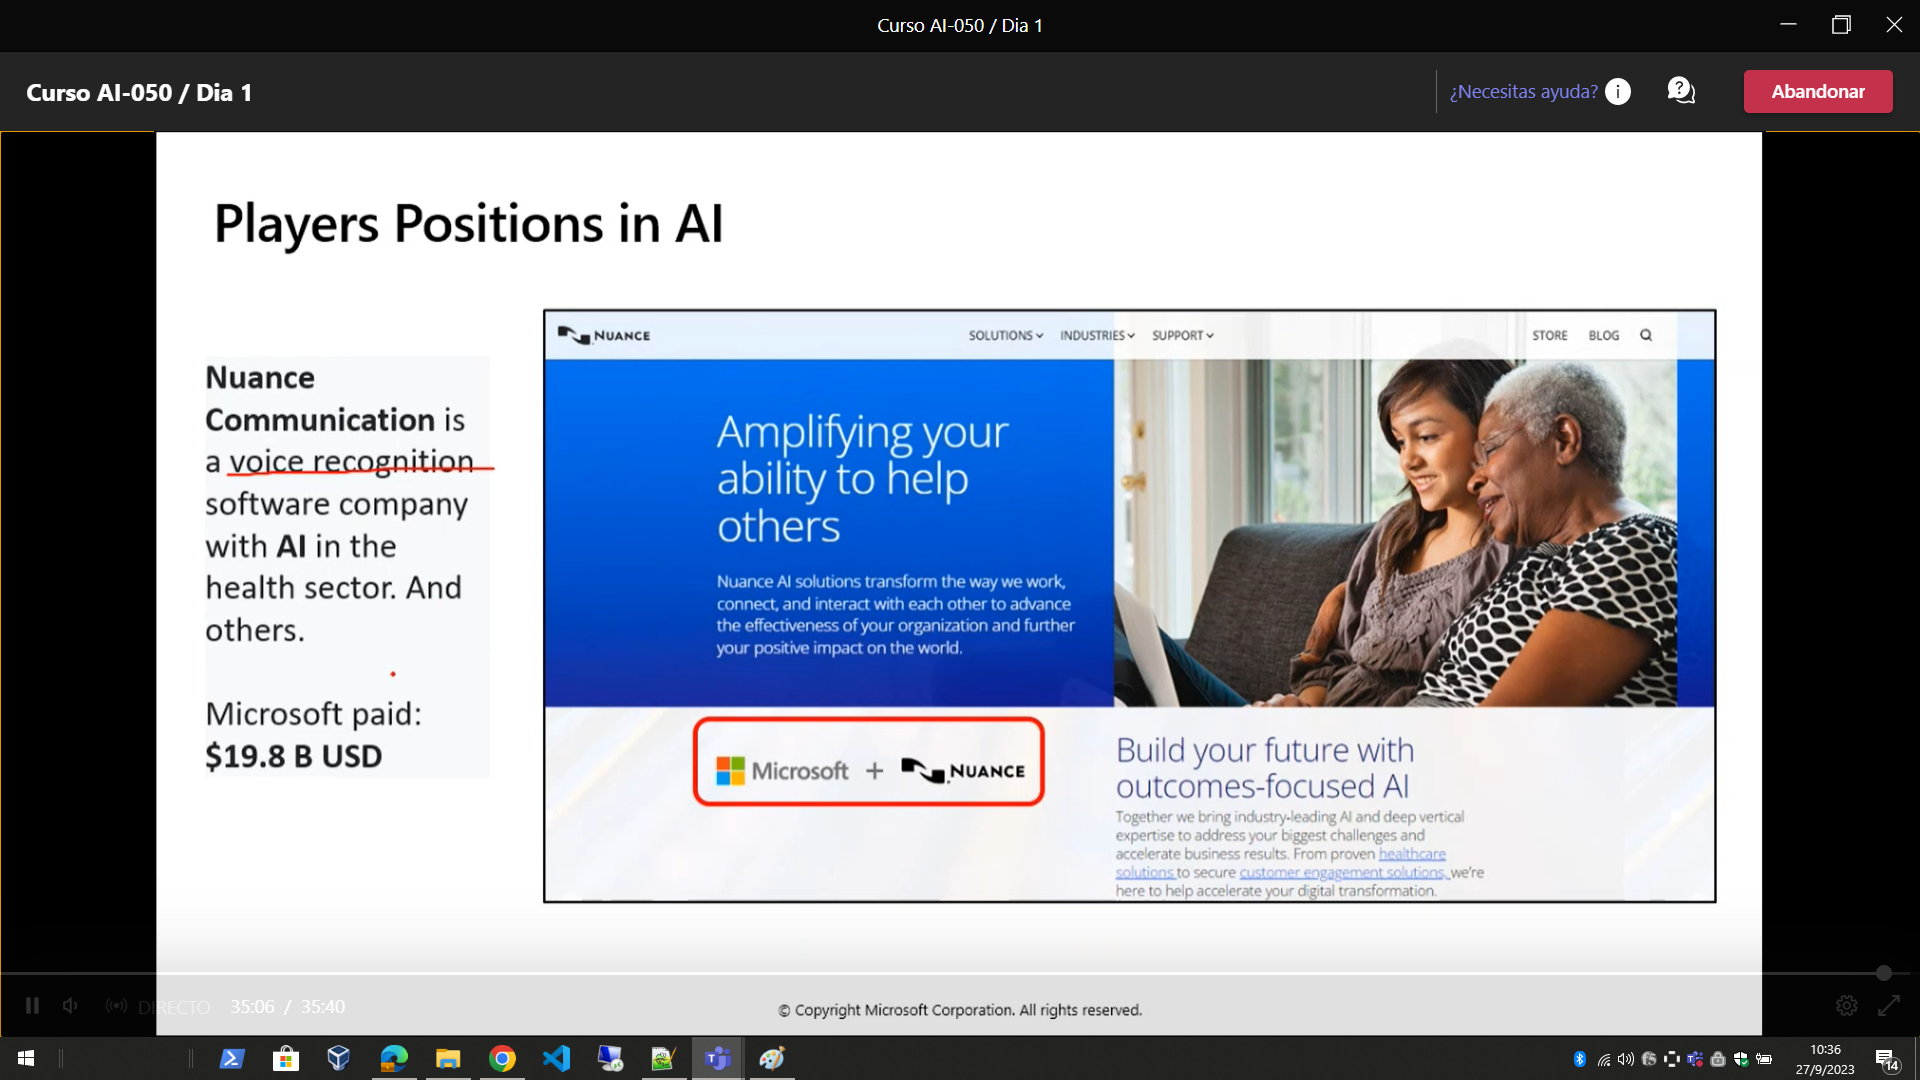 Curso AI-050 / Dia 1
Curso AI-050 / Dia 1
¿Necesitas ayuda?
Abandonar
Players Positions in AI
Nuance
Communication is
a voice recognition
software company
with AI in the
health sector. And
others.
Microsoft paid:
$19.8 B USD
NUANCE
SOLUTIONS
INDUSTRIES
SUPPORT
STORE
BLOG
Amplifying your
ability to help
others
Nuance AI solutions transform the way we work,
connect, and interact with each other to advance
the effectiveness of your organization and further
your positive impact on the world.
Microsoft + NUANCE
Build your future with
outcomes-focused AI
Together we bring industry-leading AI and deep vertical
expertise to address your biggest challenges and
accelerate business results. From proven healthcare
solutions to secure customer engagement solutions, we're
here to help accelerate your digital transformation.
DIRECTO
35:06 / 35:40
© Copyright Microsoft Corporation. All rights reserved.
10:36
27/9/2023
14